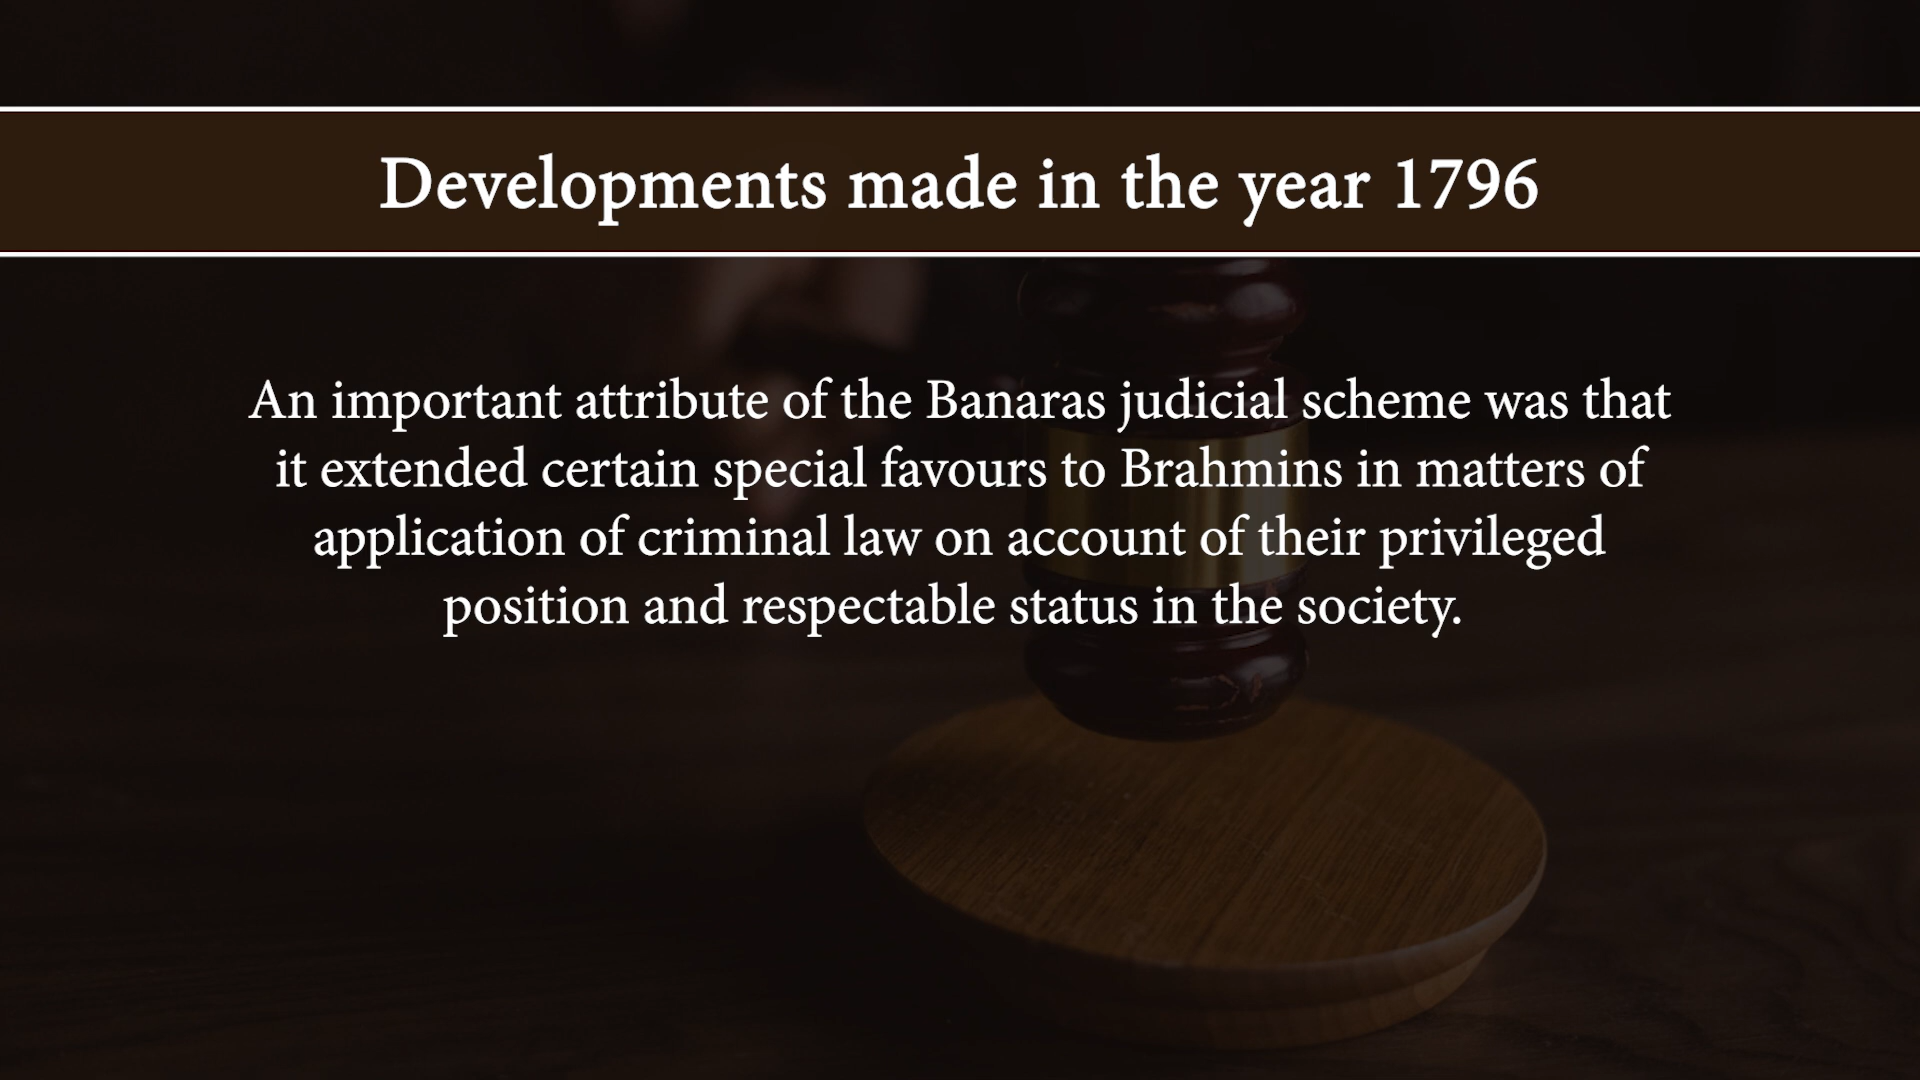 Developments made in the year 1796
An important attribute of the Banaras judicial scheme was that
it extended certain special favours to Brahmins in matters of
application of criminal law on account of their privileged
position and respectable status in the society.